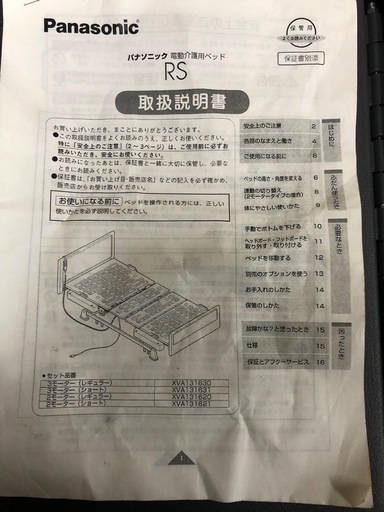 Panasonic
保管用
よくお読みください
保証書別添
パナソニック 電動介護用ベッド
RS
取扱説明書
お買い上げいただき、まことにありがとうございます。
●この取扱説明書をよくお読みのうえ、正しくご使用ください。
特に「安全上のご注意」(2〜3ページ)は、ご使用前に必ずお
読みいただき、安全にお使いください。
●お読みになったあとは、保証書と一緒に大切に保管し、必要な
ときにお読みください。
●保証書は、「お買い上げ日・販売店名」などの記入を必ず確かめ、
販売店からお受け取りください。
お使いになる前に ベッドを操作される方には、正しい
使いかたを必ず説明してください。
●セット品番
3モーター(レギュラー) XVA131630
3モーター(ショート) XVA131631
2モーター(レギュラー) XVA131620
2モーター(ショート) XVA131621
はじめに
安全上のご注意 2
各部のなまえと働き 4
ご使用になる前に 6
ふだん使うとき
ベッドの高さ・角度を変える 6
連動の切り替え 8
(2モータータイプの場合)
体にやさしい使いかた 9
必要なとき
手動でボトムを下げる 10
ヘッドボード・フットボードを 11
取り外す・取り付ける
ベッドを移動する 12
別売のオプションを使う 13
お手入れのしかた 14
保管のしかた 14
困ったとき
故障かな?と思ったとき 15
仕様 15
保証とアフターサービス 16
1